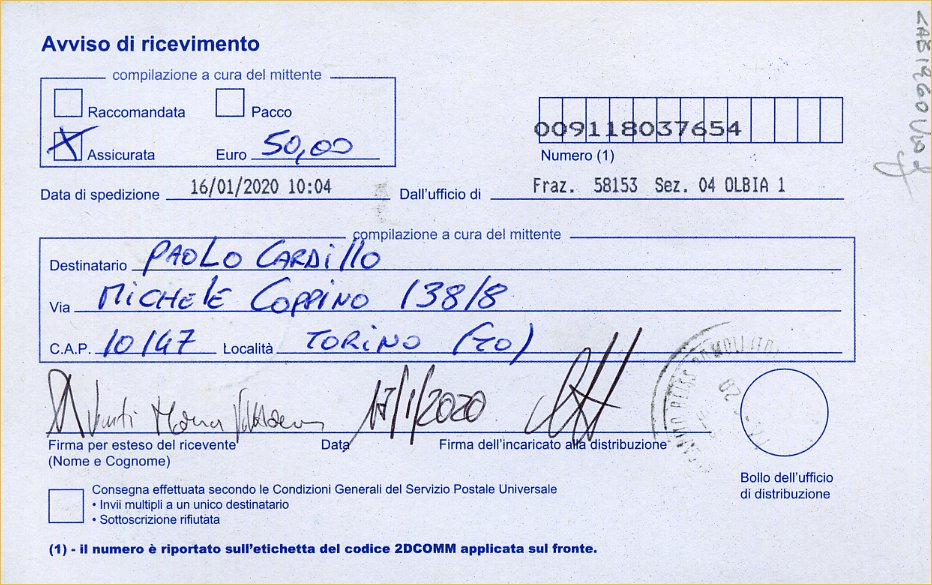 Avviso di ricevimento
compilazione a cura del mittente
Raccomandata Pacco
Assicurata Euro 50,00
009118037654
Numero (1)
Data di spedizione 16/01/2020 10:04 Dall'ufficio di Fraz. 58153 Sez. 04 OLBIA 1
compilazione a cura del mittente
Destinatario PAOLO CARDILLO
Via MICHELE COPPINO 138/8
C.A.P. 10147 Località TORINO (TO)
17/1/2020
Firma per esteso del ricevente Data Firma dell'incaricato alla distribuzione
(Nome e Cognome)
Bollo dell'ufficio
di distribuzione
Consegna effettuata secondo le Condizioni Generali del Servizio Postale Universale
• Invii multipli a un unico destinatario
• Sottoscrizione rifiutata
(1) - il numero è riportato sull'etichetta del codice 2DCOMM applicata sul fronte.